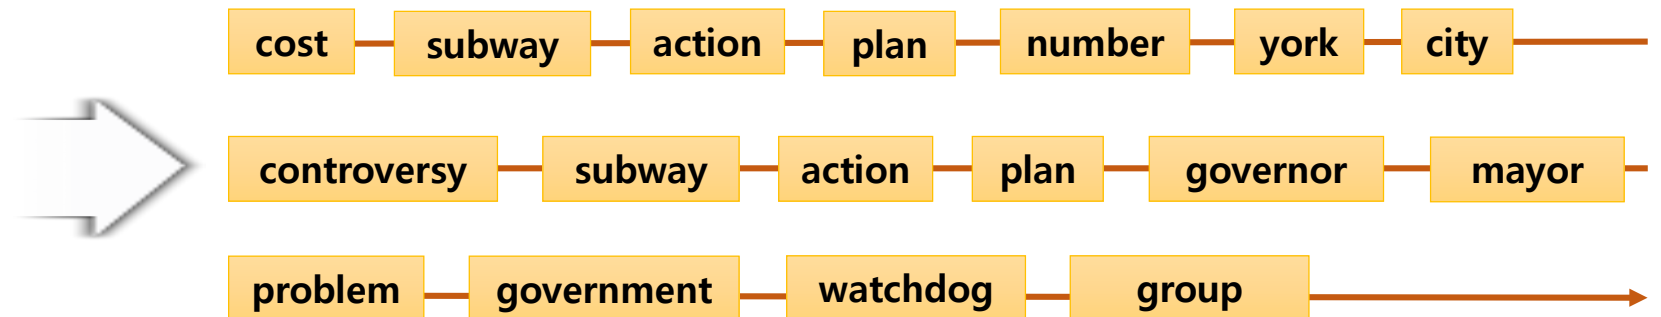 cost subway action plan number york city
controversy subway action plan governor mayor
problem government watchdog group